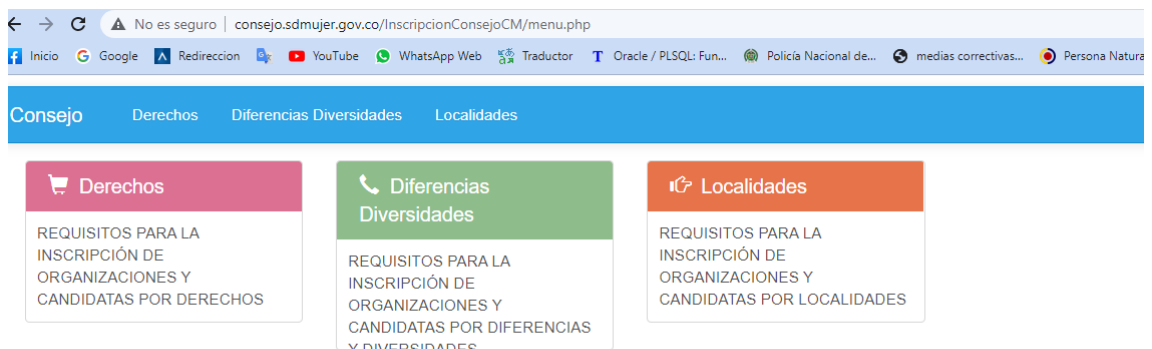 No es seguro | consejo.sdmujer.gov.co/InscripcionConsejoCM/menu.php
Inicio Google Redireccion YouTube WhatsApp Web Traductor Oracle / PLSQL: Fun... Policía Nacional de... medias correctivas... Persona Natura
Consejo Derechos Diferencias Diversidades Localidades
Derechos
REQUISITOS PARA LA
INSCRIPCIÓN DE
ORGANIZACIONES Y
CANDIDATAS POR DERECHOS
Diferencias
Diversidades
REQUISITOS PARA LA
INSCRIPCIÓN DE
ORGANIZACIONES Y
CANDIDATAS POR DIFERENCIAS
Y DIVERSIDADES
Localidades
REQUISITOS PARA LA
INSCRIPCIÓN DE
ORGANIZACIONES Y
CANDIDATAS POR LOCALIDADES